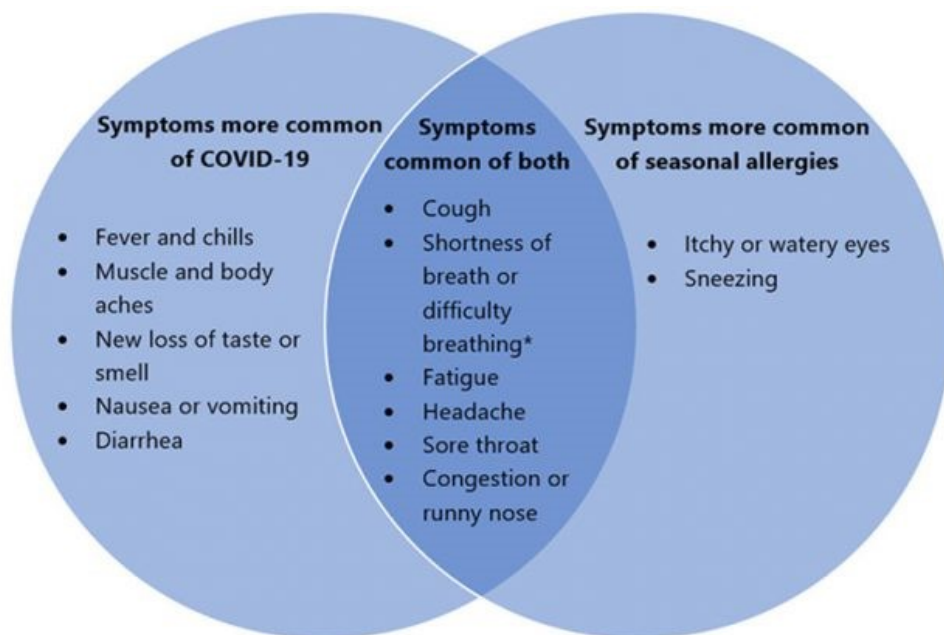 Symptoms more common
of COVID-19
• Fever and chills
• Muscle and body
aches
• New loss of taste or
smell
• Nausea or vomiting
• Diarrhea
Symptoms
common of both
• Cough
• Shortness of
breath or
difficulty
breathing*
• Fatigue
• Headache
• Sore throat
• Congestion or
runny nose
Symptoms more common
of seasonal allergies
• Itchy or watery eyes
• Sneezing